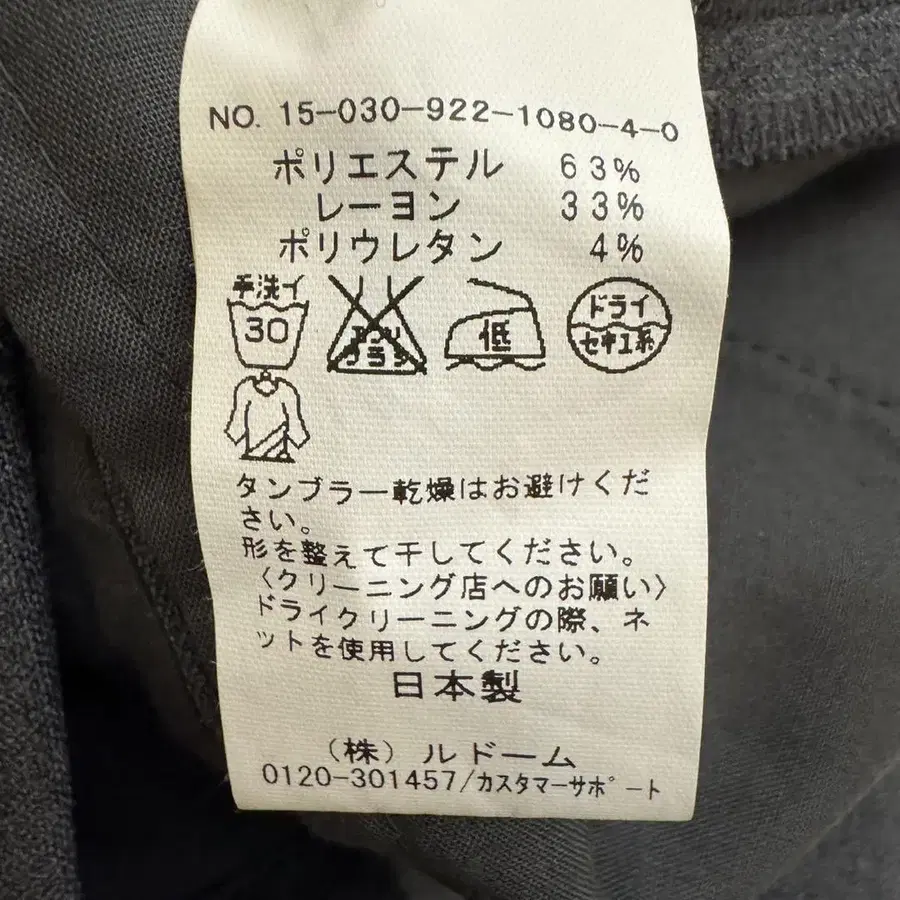 NO. 15-030-922-1080-4-0
ポリエステル 63%
レーヨン 33%
ポリウレタン 4%
手洗イ
30
エンソ
サラシ
低
ドライ
セキユ系
タンブラー乾燥はお避けくだ
さい。
形を整えて干してください。
〈クリーニング店へのお願い〉
ドライクリーニングの際、ネ
ットを使用してください。
日本製
(株)ルドーム
0120-301457/カスタマーサポート